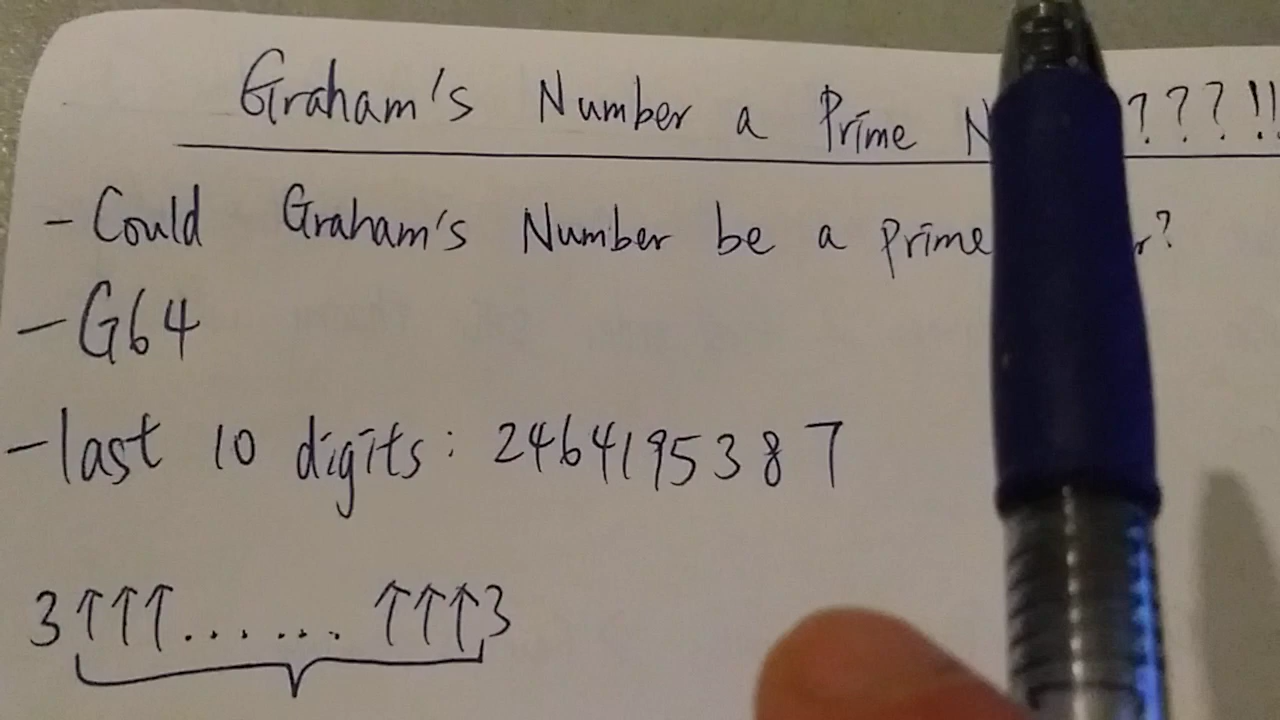 Graham's Number a Prime N ???!!
- Could Graham's Number be a prime r?
- G64
- last 10 digits: 2464195387
3↑↑↑.......↑↑↑3